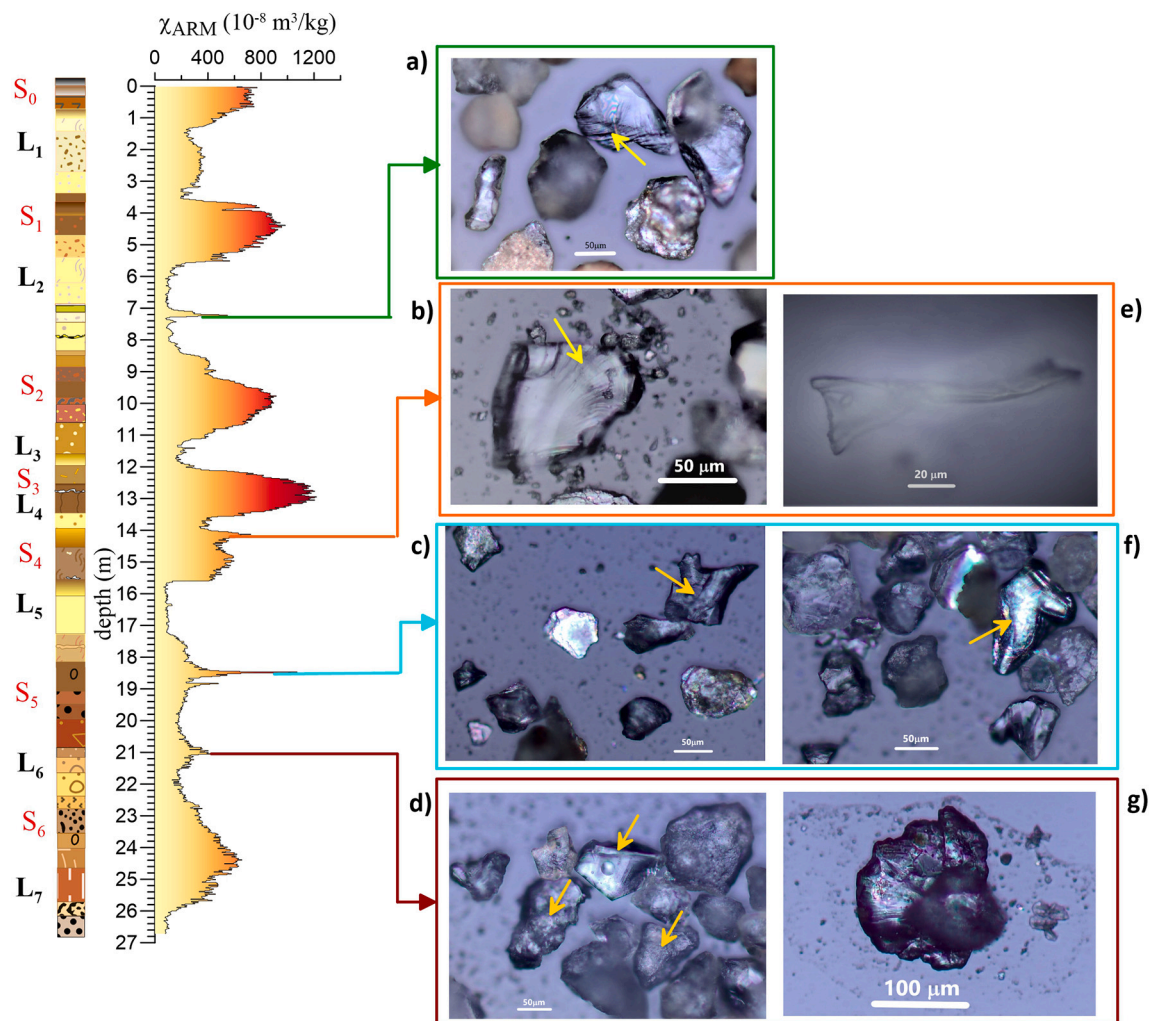 χARM (10-8 m3/kg)
0 400 800 1200
depth (m)
0
1
2
3
4
5
6
7
8
9
10
11
12
13
14
15
16
17
18
19
20
21
22
23
24
25
26
27
S0
L1
S1
L2
S2
L3
S3
L4
S4
L5
S5
L6
S6
L7
a)
50μm
b)
50 μm
e)
20 μm
c)
50μm
f)
50μm
d)
50μm
g)
100 μm